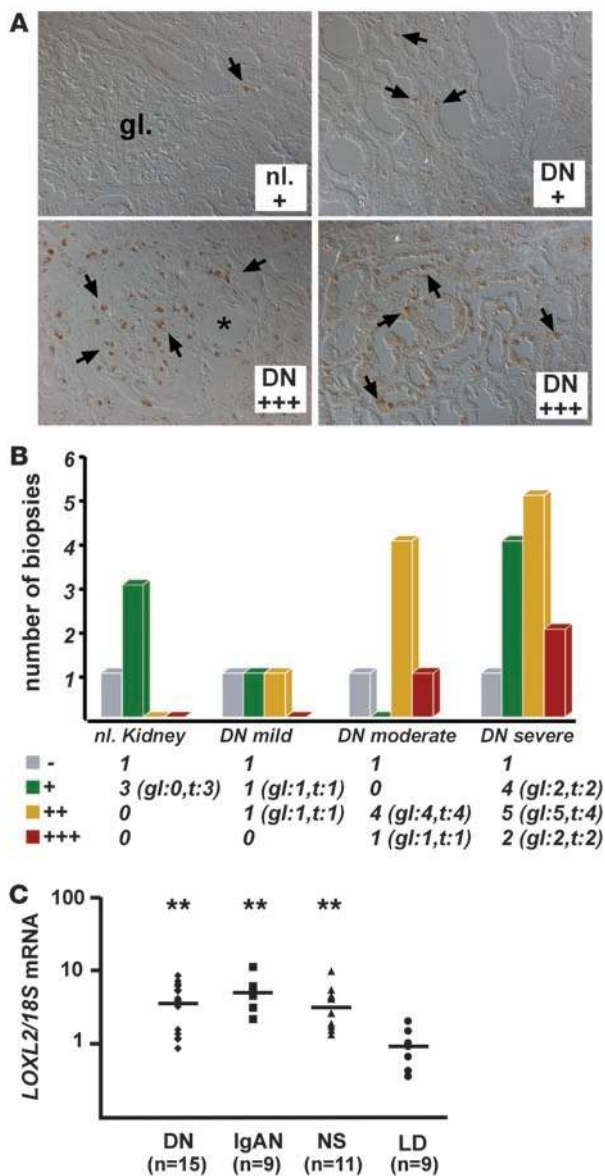 A
gl.
nl.
+
DN
+
*
DN
+++
DN
+++
B
number of biopsies
6
5
4
3
2
1
nl. Kidney DN mild DN moderate DN severe
- 1 1 1 1
+ 3 (gl:0,t:3) 1 (gl:1,t:1) 0 4 (gl:2,t:2)
++ 0 1 (gl:1,t:1) 4 (gl:4,t:4) 5 (gl:5,t:4)
+++ 0 0 1 (gl:1,t:1) 2 (gl:2,t:2)
C
LOXL2/18S mRNA
100
10
1
** ** **
DN IgAN NS LD
(n=15) (n=9) (n=11) (n=9)